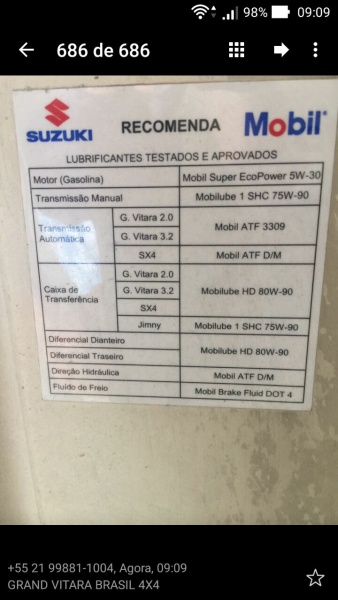 98% 09:09
686 de 686
SUZUKI RECOMENDA Mobil
LUBRIFICANTES TESTADOS E APROVADOS
Motor (Gasolina) Mobil Super EcoPower 5W-30
Transmissão Manual Mobilube 1 SHC 75W-90
Transmissão Automática G. Vitara 2.0 Mobil ATF 3309
G. Vitara 3.2
SX4 Mobil ATF D/M
Caixa de Transferência G. Vitara 2.0 Mobilube HD 80W-90
G. Vitara 3.2
SX4
Jimny Mobilube 1 SHC 75W-90
Diferencial Dianteiro Mobilube HD 80W-90
Diferencial Traseiro
Direção Hidráulica Mobil ATF D/M
Fluído de Freio Mobil Brake Fluid DOT 4
+55 21 99881-1004, Agora, 09:09
GRAND VITARA BRASIL 4X4